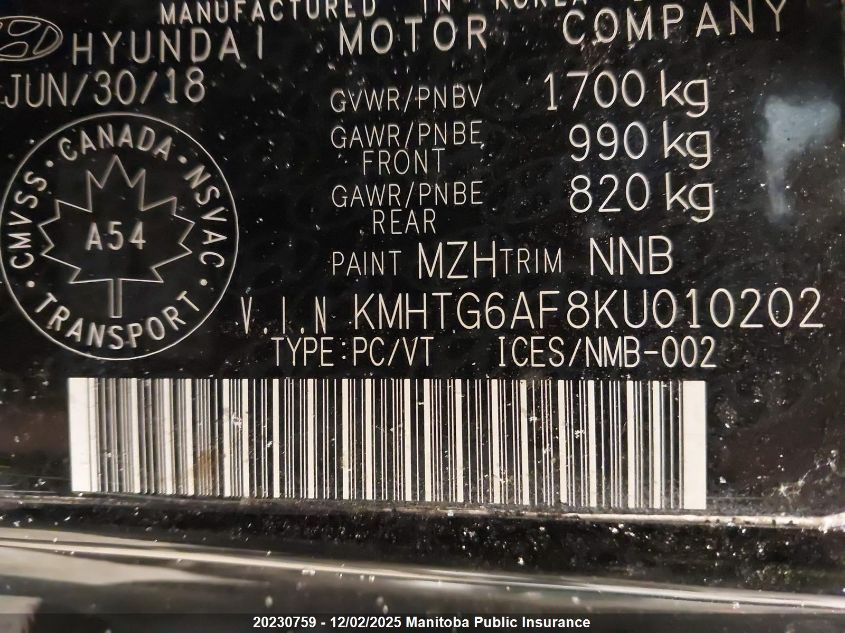 MANUFACTURED IN KOREA
HYUNDAI MOTOR COMPANY
JUN/30/18
GVWR/PNBV 1700 kg
GAWR/PNBE FRONT 990 kg
GAWR/PNBE REAR 820 kg
PAINT MZH TRIM NNB
CMVSS · CANADA · NSVAC · TRANSPORT ·
A54
V.I.N KMHTG6AF8KU010202
TYPE:PC/VT ICES/NMB-002
20230759 - 12/02/2025 Manitoba Public Insurance